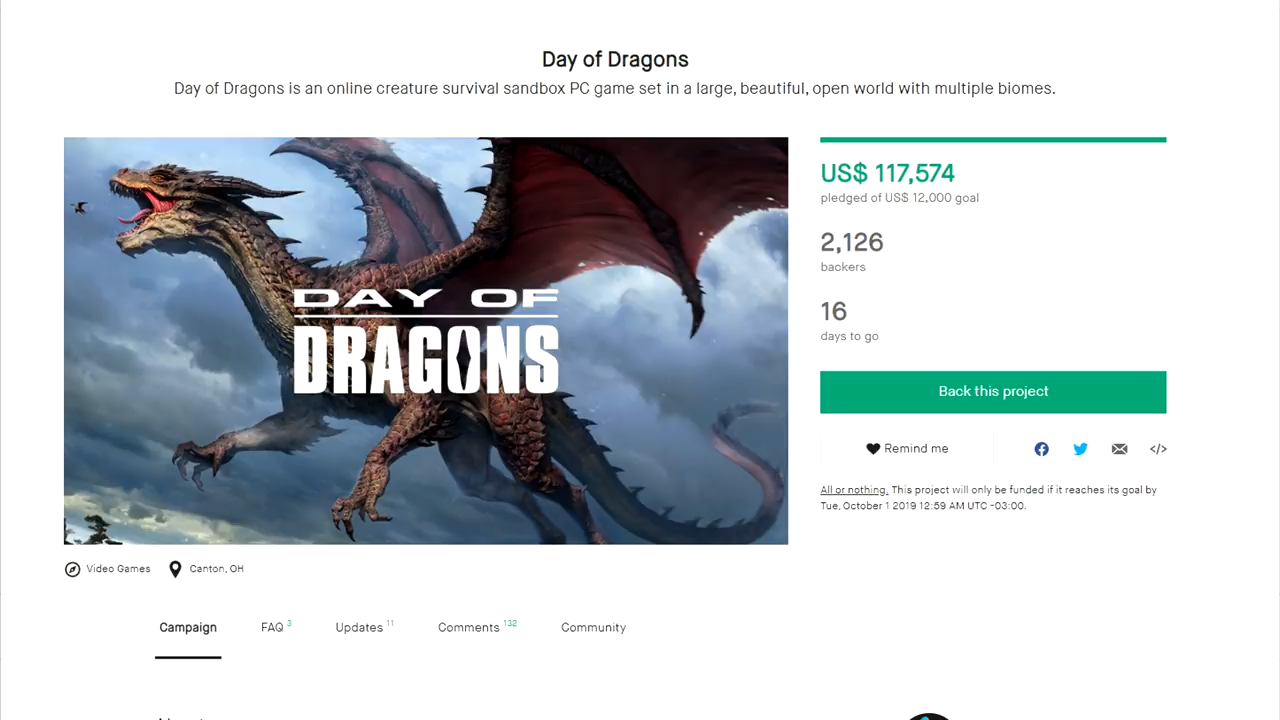 Day of Dragons
Day of Dragons is an online creature survival sandbox PC game set in a large, beautiful, open world with multiple biomes.
DAY OF
DRAGONS
US$ 117,574
pledged of US$ 12,000 goal
2,126
backers
16
days to go
Back this project
Remind me
</>
All or nothing. This project will only be funded if it reaches its goal by
Tue, October 1 2019 12:59 AM UTC -03:00.
Video Games Canton, OH
Campaign FAQ 3 Updates 11 Comments 132 Community